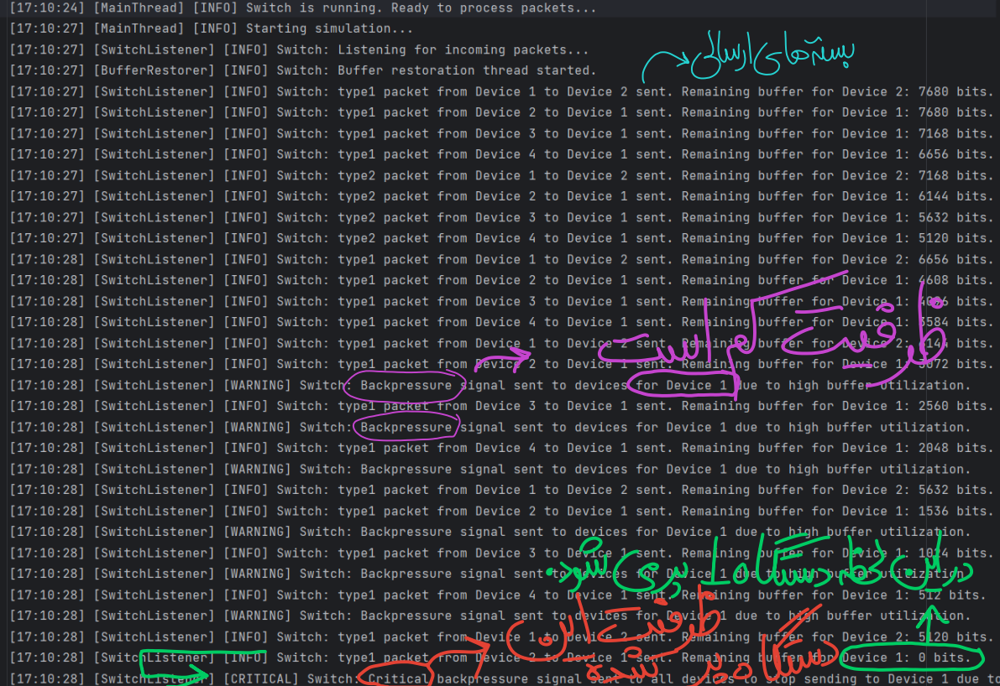 [17:10:24] [MainThread] [INFO] Switch is running. Ready to process packets...
[17:10:27] [MainThread] [INFO] Starting simulation...
[17:10:27] [SwitchListener] [INFO] Switch: Listening for incoming packets...
[17:10:27] [BufferRestorer] [INFO] Switch: Buffer restoration thread started.
[17:10:27] [SwitchListener] [INFO] Switch: type1 packet from Device 1 to Device 2 sent. Remaining buffer for Device 2: 7680 bits.
[17:10:27] [SwitchListener] [INFO] Switch: type1 packet from Device 2 to Device 1 sent. Remaining buffer for Device 1: 7680 bits.
[17:10:27] [SwitchListener] [INFO] Switch: type1 packet from Device 3 to Device 1 sent. Remaining buffer for Device 1: 7168 bits.
[17:10:27] [SwitchListener] [INFO] Switch: type1 packet from Device 4 to Device 1 sent. Remaining buffer for Device 1: 6656 bits.
[17:10:27] [SwitchListener] [INFO] Switch: type2 packet from Device 1 to Device 2 sent. Remaining buffer for Device 2: 7168 bits.
[17:10:27] [SwitchListener] [INFO] Switch: type2 packet from Device 2 to Device 1 sent. Remaining buffer for Device 1: 6144 bits.
[17:10:27] [SwitchListener] [INFO] Switch: type2 packet from Device 3 to Device 1 sent. Remaining buffer for Device 1: 5632 bits.
[17:10:27] [SwitchListener] [INFO] Switch: type2 packet from Device 4 to Device 1 sent. Remaining buffer for Device 1: 5120 bits.
[17:10:28] [SwitchListener] [INFO] Switch: type1 packet from Device 1 to Device 2 sent. Remaining buffer for Device 2: 6656 bits.
[17:10:28] [SwitchListener] [INFO] Switch: type1 packet from Device 2 to Device 1 sent. Remaining buffer for Device 1: 4608 bits.
[17:10:28] [SwitchListener] [INFO] Switch: type1 packet from Device 3 to Device 1 sent. Remaining buffer for Device 1: 4096 bits.
[17:10:28] [SwitchListener] [INFO] Switch: type1 packet from Device 4 to Device 1 sent. Remaining buffer for Device 1: 3584 bits.
[17:10:28] [SwitchListener] [INFO] Switch: type1 packet from Device 1 to Device 2 sent. Remaining buffer for Device 2: 6144 bits.
[17:10:28] [SwitchListener] [INFO] Switch: type1 packet from Device 2 to Device 1 sent. Remaining buffer for Device 1: 3072 bits.
[17:10:28] [SwitchListener] [WARNING] Switch: Backpressure signal sent to devices for Device 1 due to high buffer utilization.
[17:10:28] [SwitchListener] [INFO] Switch: type1 packet from Device 3 to Device 1 sent. Remaining buffer for Device 1: 2560 bits.
[17:10:28] [SwitchListener] [WARNING] Switch: Backpressure signal sent to devices for Device 1 due to high buffer utilization.
[17:10:28] [SwitchListener] [INFO] Switch: type1 packet from Device 4 to Device 1 sent. Remaining buffer for Device 1: 2048 bits.
[17:10:28] [SwitchListener] [WARNING] Switch: Backpressure signal sent to devices for Device 1 due to high buffer utilization.
[17:10:28] [SwitchListener] [INFO] Switch: type1 packet from Device 1 to Device 2 sent. Remaining buffer for Device 2: 5632 bits.
[17:10:28] [SwitchListener] [INFO] Switch: type1 packet from Device 2 to Device 1 sent. Remaining buffer for Device 1: 1536 bits.
[17:10:28] [SwitchListener] [WARNING] Switch: Backpressure signal sent to devices for Device 1 due to high buffer utilization.
[17:10:28] [SwitchListener] [INFO] Switch: type1 packet from Device 3 to Device 1 sent. Remaining buffer for Device 1: 1024 bits.
[17:10:28] [SwitchListener] [WARNING] Switch: Backpressure signal sent to devices for Device 1 due to high buffer utilization.
[17:10:28] [SwitchListener] [INFO] Switch: type1 packet from Device 4 to Device 1 sent. Remaining buffer for Device 1: 512 bits.
[17:10:28] [SwitchListener] [WARNING] Switch: Backpressure signal sent to devices for Device 1 due to high buffer utilization.
[17:10:28] [SwitchListener] [INFO] Switch: type1 packet from Device 1 to Device 2 sent. Remaining buffer for Device 2: 5120 bits.
[17:10:28] [SwitchListener] [INFO] Switch: type1 packet from Device 2 to Device 1 sent. Remaining buffer for Device 1: 0 bits.
[17:10:28] [SwitchListener] [CRITICAL] Switch: Critical backpressure signal sent to all devices to stop sending to Device 1 due to